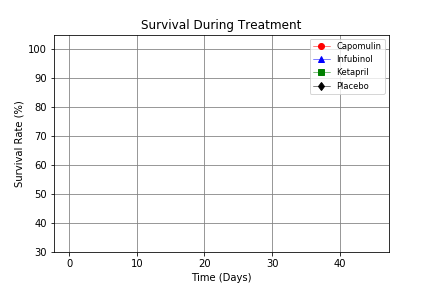 Survival During Treatment
Capomulin
Infubinol
Ketapril
Placebo
Survival Rate (%)
100
90
80
70
60
50
40
30
0 10 20 30 40
Time (Days)